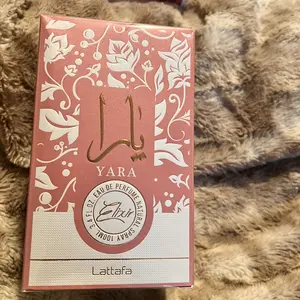 يارا
YARA
3.4 FL.OZ. EAU DE PERFUME NATURAL SPRAY 100ML
Elixir
Lattafa